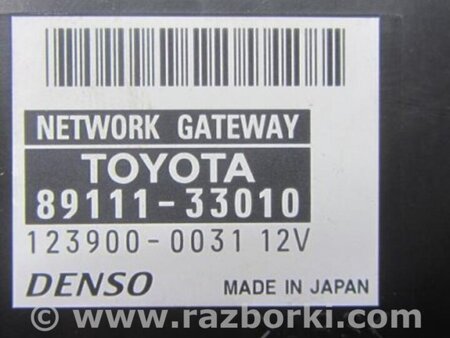 NETWORK GATEWAY
TOYOTA
89111-33010
123900-0031 12V
DENSO
MADE IN JAPAN
© www.razborki.com